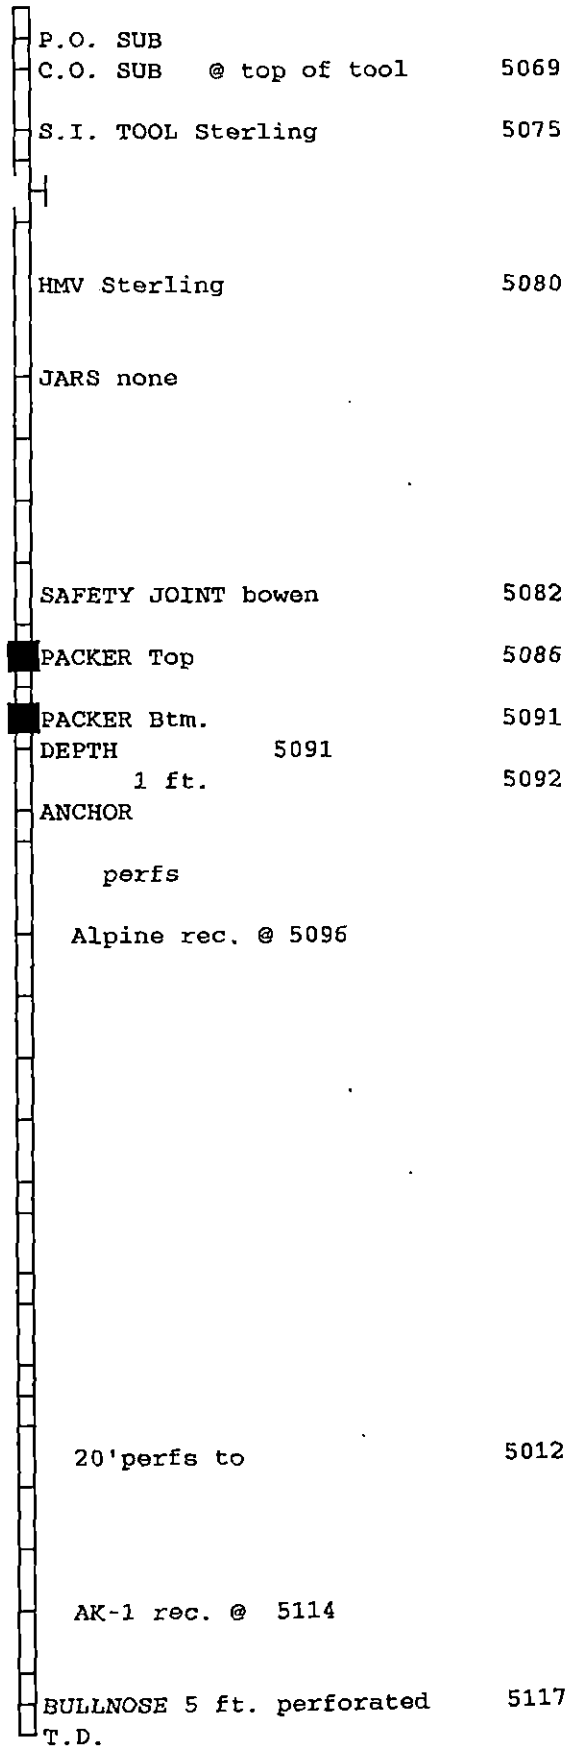 P.O. SUB
C.O. SUB @ top of tool 5069
S.I. TOOL Sterling 5075
HMV Sterling 5080
JARS none
SAFETY JOINT bowen 5082
PACKER Top 5086
PACKER Btm. 5091
DEPTH 5091
1 ft. 5092
ANCHOR
perfs
Alpine rec. @ 5096
20'perfs to 5012
AK-1 rec. @ 5114
BULLNOSE 5 ft. perforated 5117
T.D.